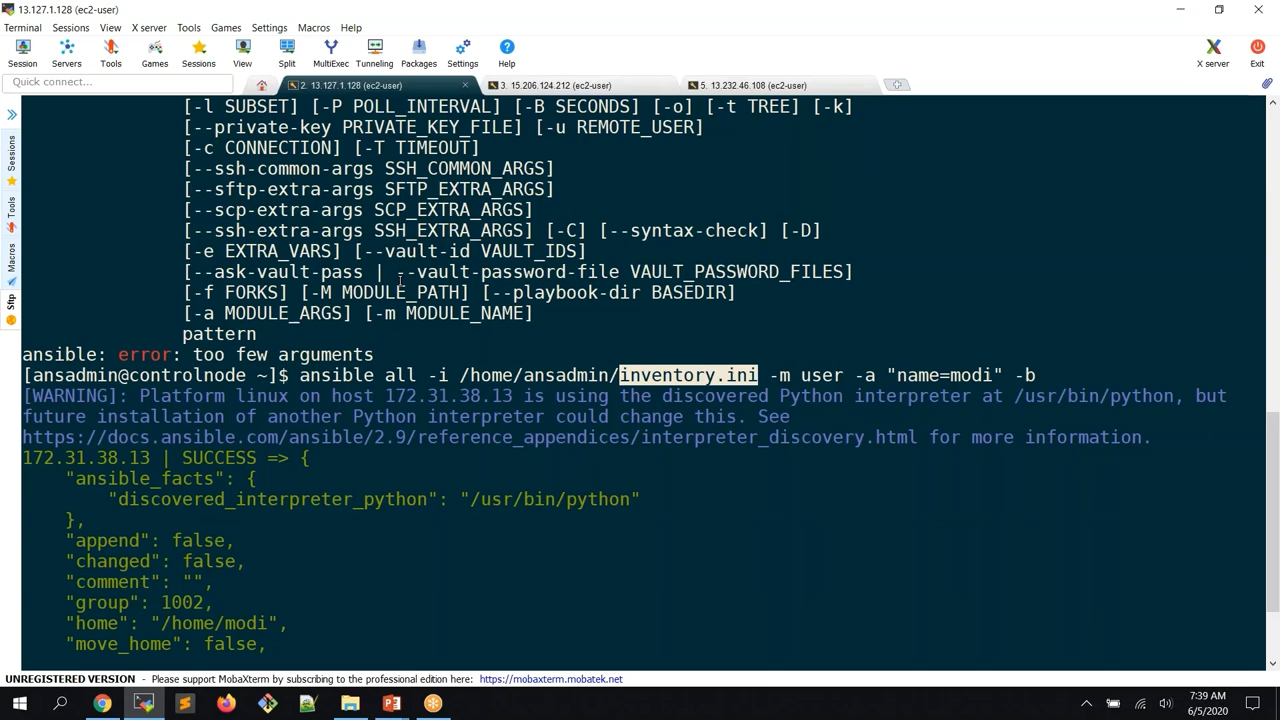 13.127.1.128 (ec2-user)
Terminal Sessions View X server Tools Games Settings Macros Help
Session Servers Tools Games Sessions View Split MultiExec Tunneling Packages Settings Help X server Exit
Quick connect... 2. 13.127.1.128 (ec2-user) 3. 15.206.124.212 (ec2-user) 5. 13.232.46.108 (ec2-user)
Sessions
Tools
Macros
Sftp
[-l SUBSET] [-P POLL_INTERVAL] [-B SECONDS] [-o] [-t TREE] [-k]
[--private-key PRIVATE_KEY_FILE] [-u REMOTE_USER]
[-c CONNECTION] [-T TIMEOUT]
[--ssh-common-args SSH_COMMON_ARGS]
[--sftp-extra-args SFTP_EXTRA_ARGS]
[--scp-extra-args SCP_EXTRA_ARGS]
[--ssh-extra-args SSH_EXTRA_ARGS] [-C] [--syntax-check] [-D]
[-e EXTRA_VARS] [--vault-id VAULT_IDS]
[--ask-vault-pass | --vault-password-file VAULT_PASSWORD_FILES]
[-f FORKS] [-M MODULE_PATH] [--playbook-dir BASEDIR]
[-a MODULE_ARGS] [-m MODULE_NAME]
pattern
ansible: error: too few arguments
[ansadmin@controlnode ~]$ ansible all -i /home/ansadmin/inventory.ini -m user -a "name=modi" -b
[WARNING]: Platform linux on host 172.31.38.13 is using the discovered Python interpreter at /usr/bin/python, but
future installation of another Python interpreter could change this. See
https://docs.ansible.com/ansible/2.9/reference_appendices/interpreter_discovery.html for more information.
172.31.38.13 | SUCCESS => {
"ansible_facts": {
"discovered_interpreter_python": "/usr/bin/python"
},
"append": false,
"changed": false,
"comment": "",
"group": 1002,
"home": "/home/modi",
"move_home": false,
UNREGISTERED VERSION - Please support MobaXterm by subscribing to the professional edition here: https://mobaxterm.mobatek.net
7:39 AM
6/5/2020